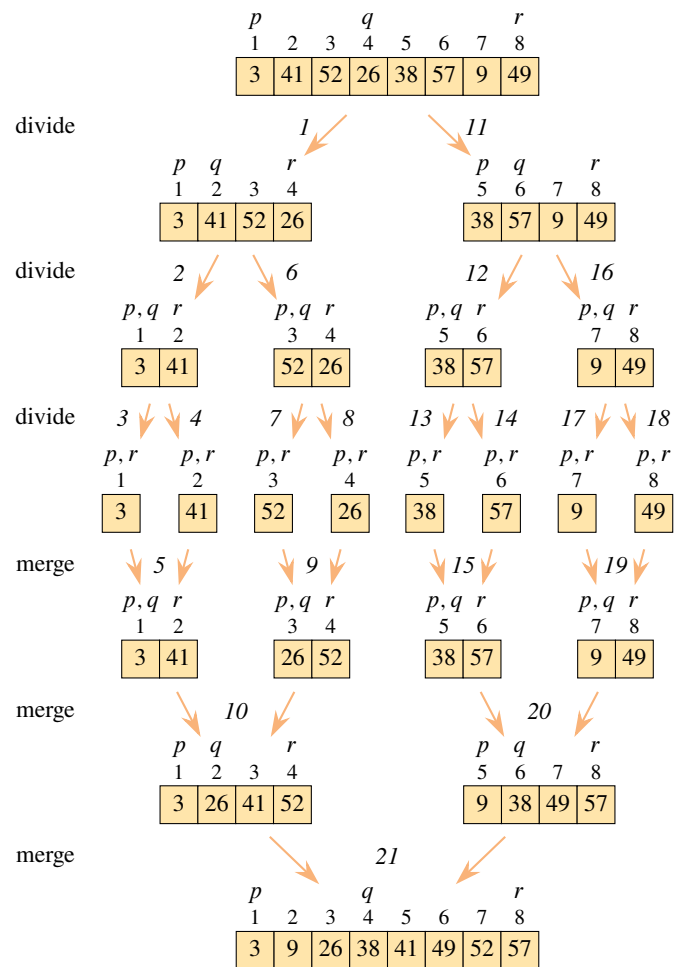 p q r
1 2 3 4 5 6 7 8
3 41 52 26 38 57 9 49
divide 1 11
p q r p q r
1 2 3 4 5 6 7 8
3 41 52 26 38 57 9 49
divide 2 6 12 16
p, q r p, q r p, q r p, q r
1 2 3 4 5 6 7 8
3 41 52 26 38 57 9 49
divide 3 4 7 8 13 14 17 18
p, r p, r p, r p, r p, r p, r p, r p, r
1 2 3 4 5 6 7 8
3 41 52 26 38 57 9 49
merge 5 9 15 19
p, q r p, q r p, q r p, q r
1 2 3 4 5 6 7 8
3 41 26 52 38 57 9 49
merge 10 20
p q r p q r
1 2 3 4 5 6 7 8
3 26 41 52 9 38 49 57
merge 21
p q r
1 2 3 4 5 6 7 8
3 9 26 38 41 49 52 57